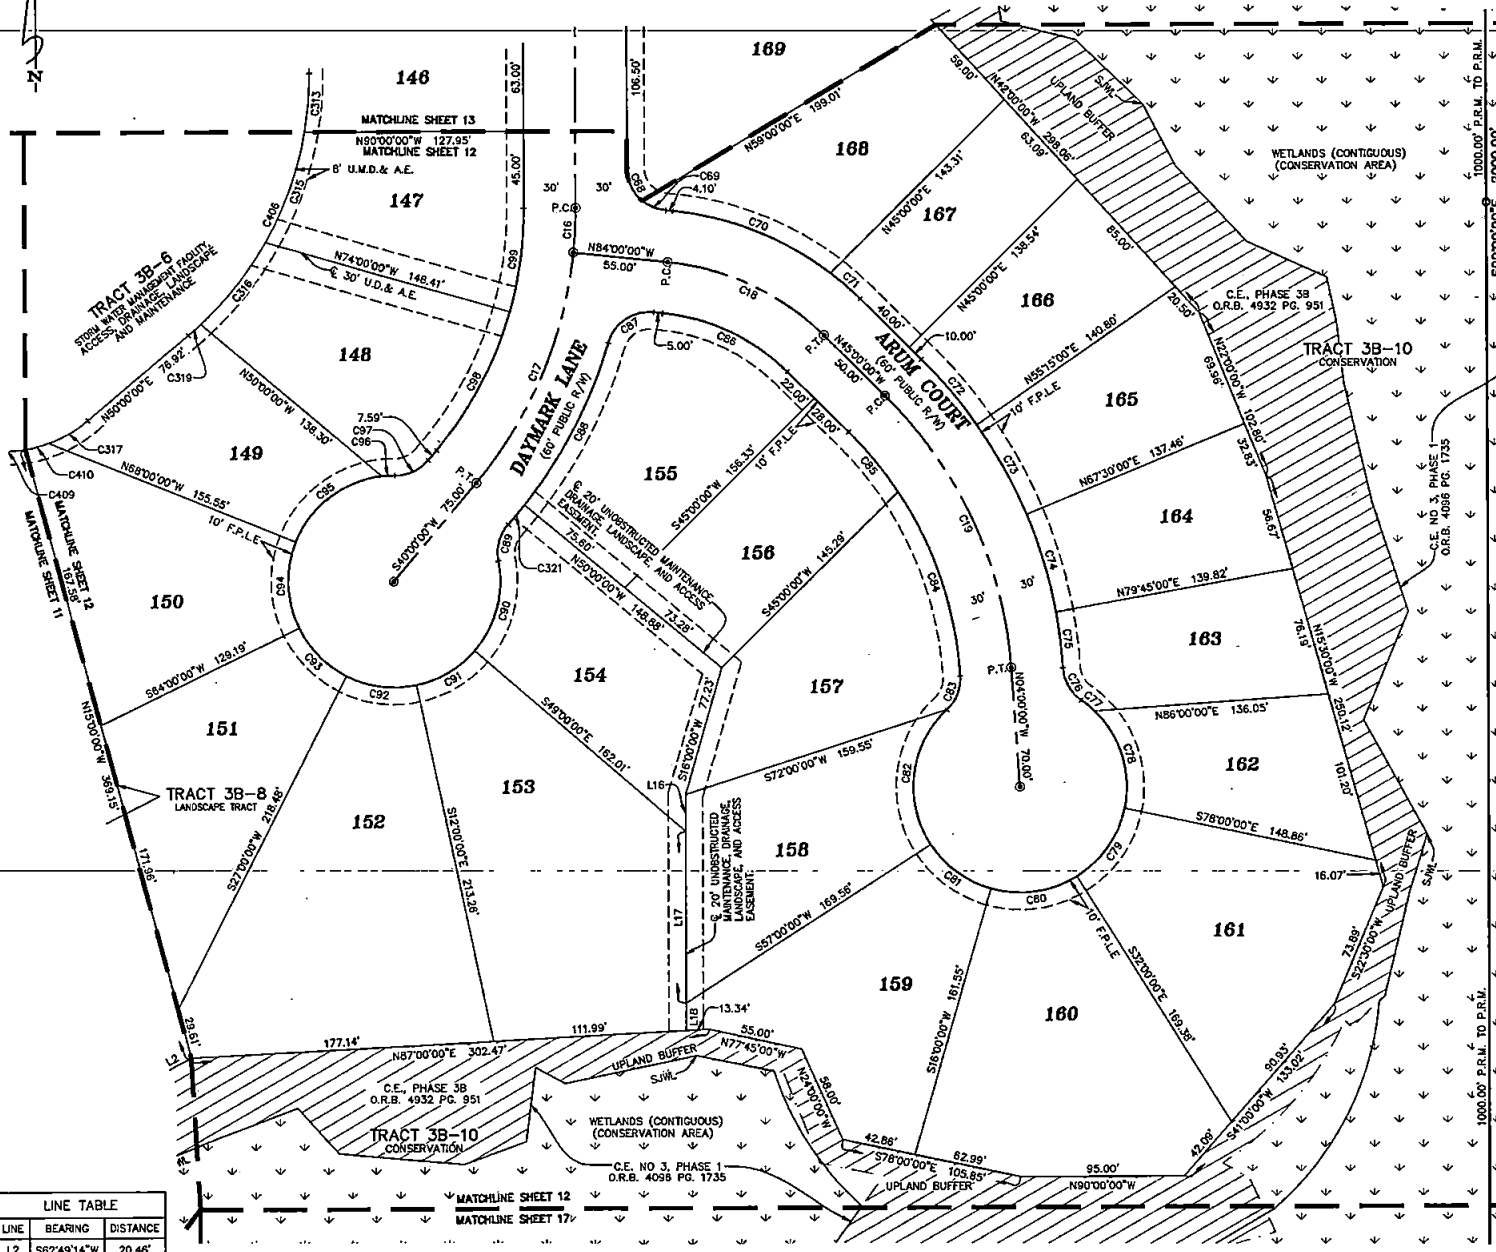 169
146
147
148
149
150
151
152
153
154
155
156
157
158
159
160
161
162
163
164
165
166
167
168
MATCHLINE SHEET 13
N90°00'00"W 127.95'
MATCHLINE SHEET 12
8' U.M.D.& A.E.
C313
C315
C406
C316
C319
C317
C410
C409
63.00'
45.00'
106.50'
30'
30'
P.C.
C16
C68
C69
4.10'
C70
C71
C72
C73
C74
C75
C76
C77
C78
C79
C80
C81
C82
C83
C84
C85
C86
C87
C88
C89
C90
C91
C92
C93
C94
C95
C96
C97
7.59'
C98
C99
C17
C18
C19
C321
TRACT 3B-6
STORM WATER MANAGEMENT FACILITY,
ACCESS, DRAINAGE, LANDSCAPE
AND MAINTENANCE
N74°00'00"W 148.41'
℄ 30' U.D.& A.E.
N50°00'00"E 76.92'
N50°00'00"W 138.30'
N68°00'00"W 155.55'
10' F.P.L.E
MATCHLINE SHEET 12
167.58'
MATCHLINE SHEET 11
S64°00'00"W 129.19'
N15°00'00"W 369.15'
TRACT 3B-8
LANDSCAPE TRACT
S27°00'00"W 218.48'
171.96'
29.61'
L2
S12°00'00"E 213.26'
S49°00'00"E 162.01'
N84°00'00"W
55.00'
P.C.
5.00'
DAYMARK LANE
(60' PUBLIC R/W)
P.T.
S40°00'00"W 75.00'
P.T.
N45°00'00"W
50.00'
P.C.
ARUM COURT
(60' PUBLIC R/W)
40.00'
10.00'
22.00'
28.00'
S45°00'00"W 156.33'
10' F.P.L.E
S45°00'00"W 145.29'
℄ 20' UNOBSTRUCTED MAINTENANCE,
DRAINAGE, LANDSCAPE, AND ACCESS
EASEMENT.
75.60'
N50°00'00"W 148.88'
73.28'
S16°00'00"W 77.23'
L16
L17
L18
℄ 20' UNOBSTRUCTED
MAINTENANCE, DRAINAGE,
LANDSCAPE, AND ACCESS
EASEMENT.
S72°00'00"W 159.55'
S57°00'00"W 169.56'
S16°00'00"W 161.55'
S32°00'00"E 169.38'
10' F.P.L.E
P.T.
N04°00'00"W 70.00'
30'
30'
N59°00'00"E 199.01'
N45°00'00"E 143.31'
N45°00'00"E 138.54'
N55°15'00"E 140.80'
10' F.P.L.E
N67°30'00"E 137.46'
N79°45'00"E 139.82'
N86°00'00"E 136.05'
S78°00'00"E 148.86'
16.07'
59.00'
N42°00'00"W 298.06'
63.09'
85.00'
20.50'
N22°00'00"W 102.80'
69.96'
32.83'
56.67'
76.19'
N15°30'00"W 250.12'
101.20'
73.89'
S22°30'00"W
90.93'
133.02'
S41°00'00"W
42.09'
95.00'
N90°00'00"W
42.86'
62.99'
S78°00'00"E 105.85'
UPLAND BUFFER
58.00'
N24°00'00"W
55.00'
N77°45'00"W
13.34'
111.99'
177.14'
N87°00'00"E 302.47'
UPLAND BUFFER
SJWL
C.E., PHASE 3B
O.R.B. 4932 PG. 951
TRACT 3B-10
CONSERVATION
WETLANDS (CONTIGUOUS)
(CONSERVATION AREA)
C.E. NO 3, PHASE 1
O.R.B. 4096 PG. 1735
MATCHLINE SHEET 12
MATCHLINE SHEET 17
SJWL
UPLAND BUFFER
WETLANDS (CONTIGUOUS)
(CONSERVATION AREA)
C.E., PHASE 3B
O.R.B. 4932 PG. 951
TRACT 3B-10
CONSERVATION
C.E. NO 3, PHASE 1
O.R.B. 4096 PG. 1735
UPLAND BUFFER
SJWL
1000.00' P.R.M. TO P.R.M.
1000.00' P.R.M. TO P.R.M.
N
LINE TABLE
LINE BEARING DISTANCE
L2 S62°49'14"W 20.46'